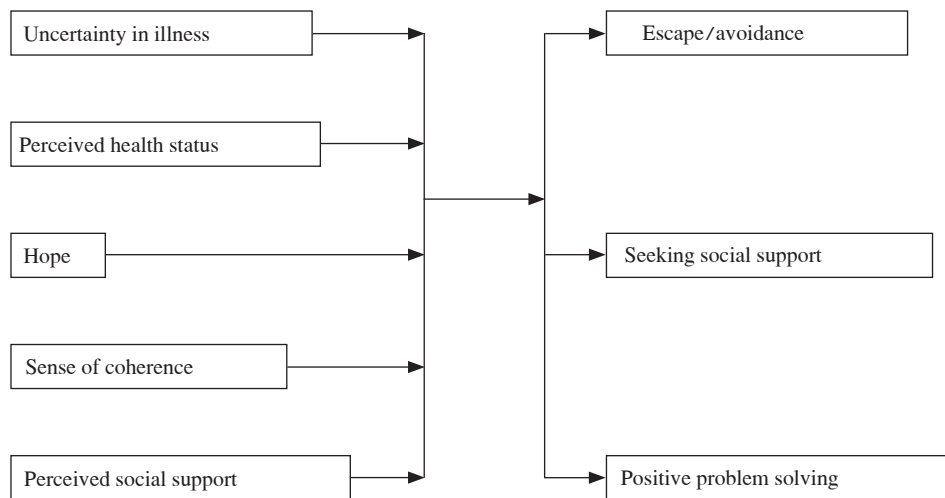 Uncertainty in illness
Perceived health status
Hope
Sense of coherence
Perceived social support
Escape/avoidance
Seeking social support
Positive problem solving